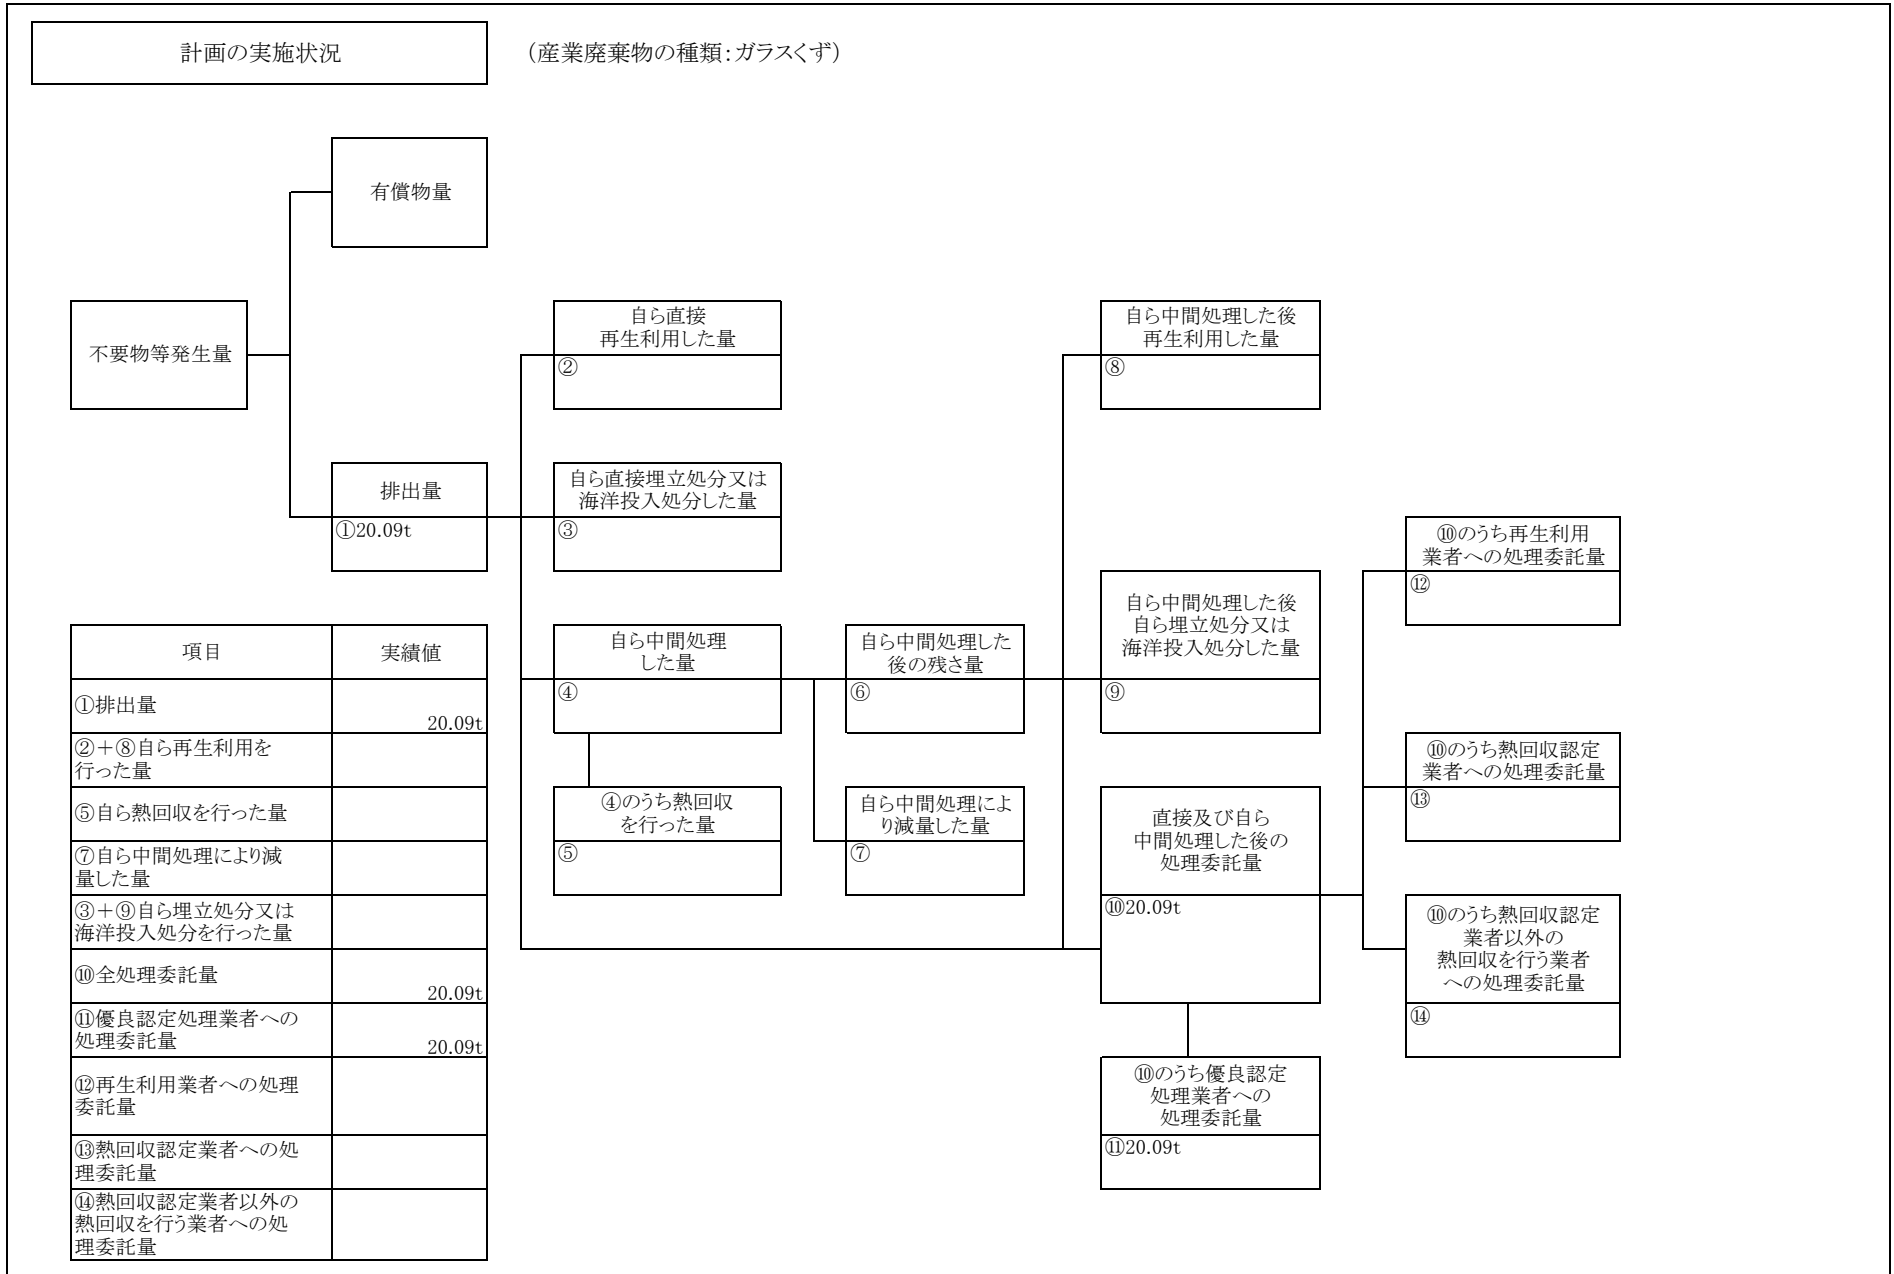 計画の実施状況
（産業廃棄物の種類：ガラスくず）
有償物量
不要物等発生量
自ら直接
再生利用した量
②
自ら中間処理した後
再生利用した量
⑧
排出量
①20.09t
自ら直接埋立処分又は
海洋投入処分した量
③
⑩のうち再生利用
業者への処理委託量
⑫
自ら中間処理した後
自ら埋立処分又は
海洋投入処分した量
⑨
自ら中間処理
した量
④
自ら中間処理した
後の残さ量
⑥
⑩のうち熱回収認定
業者への処理委託量
⑬
④のうち熱回収
を行った量
⑤
自ら中間処理によ
り減量した量
⑦
直接及び自ら
中間処理した後の
処理委託量
⑩20.09t
⑩のうち熱回収認定
業者以外の
熱回収を行う業者
への処理委託量
⑭
⑩のうち優良認定
処理業者への
処理委託量
⑪20.09t
項目 実績値
①排出量
20.09t
②＋⑧自ら再生利用を
行った量
⑤自ら熱回収を行った量
⑦自ら中間処理により減
量した量
③＋⑨自ら埋立処分又は
海洋投入処分を行った量
⑩全処理委託量
20.09t
⑪優良認定処理業者への
処理委託量
20.09t
⑫再生利用業者への処理
委託量
⑬熱回収認定業者への処
理委託量
⑭熱回収認定業者以外の
熱回収を行う業者への処
理委託量